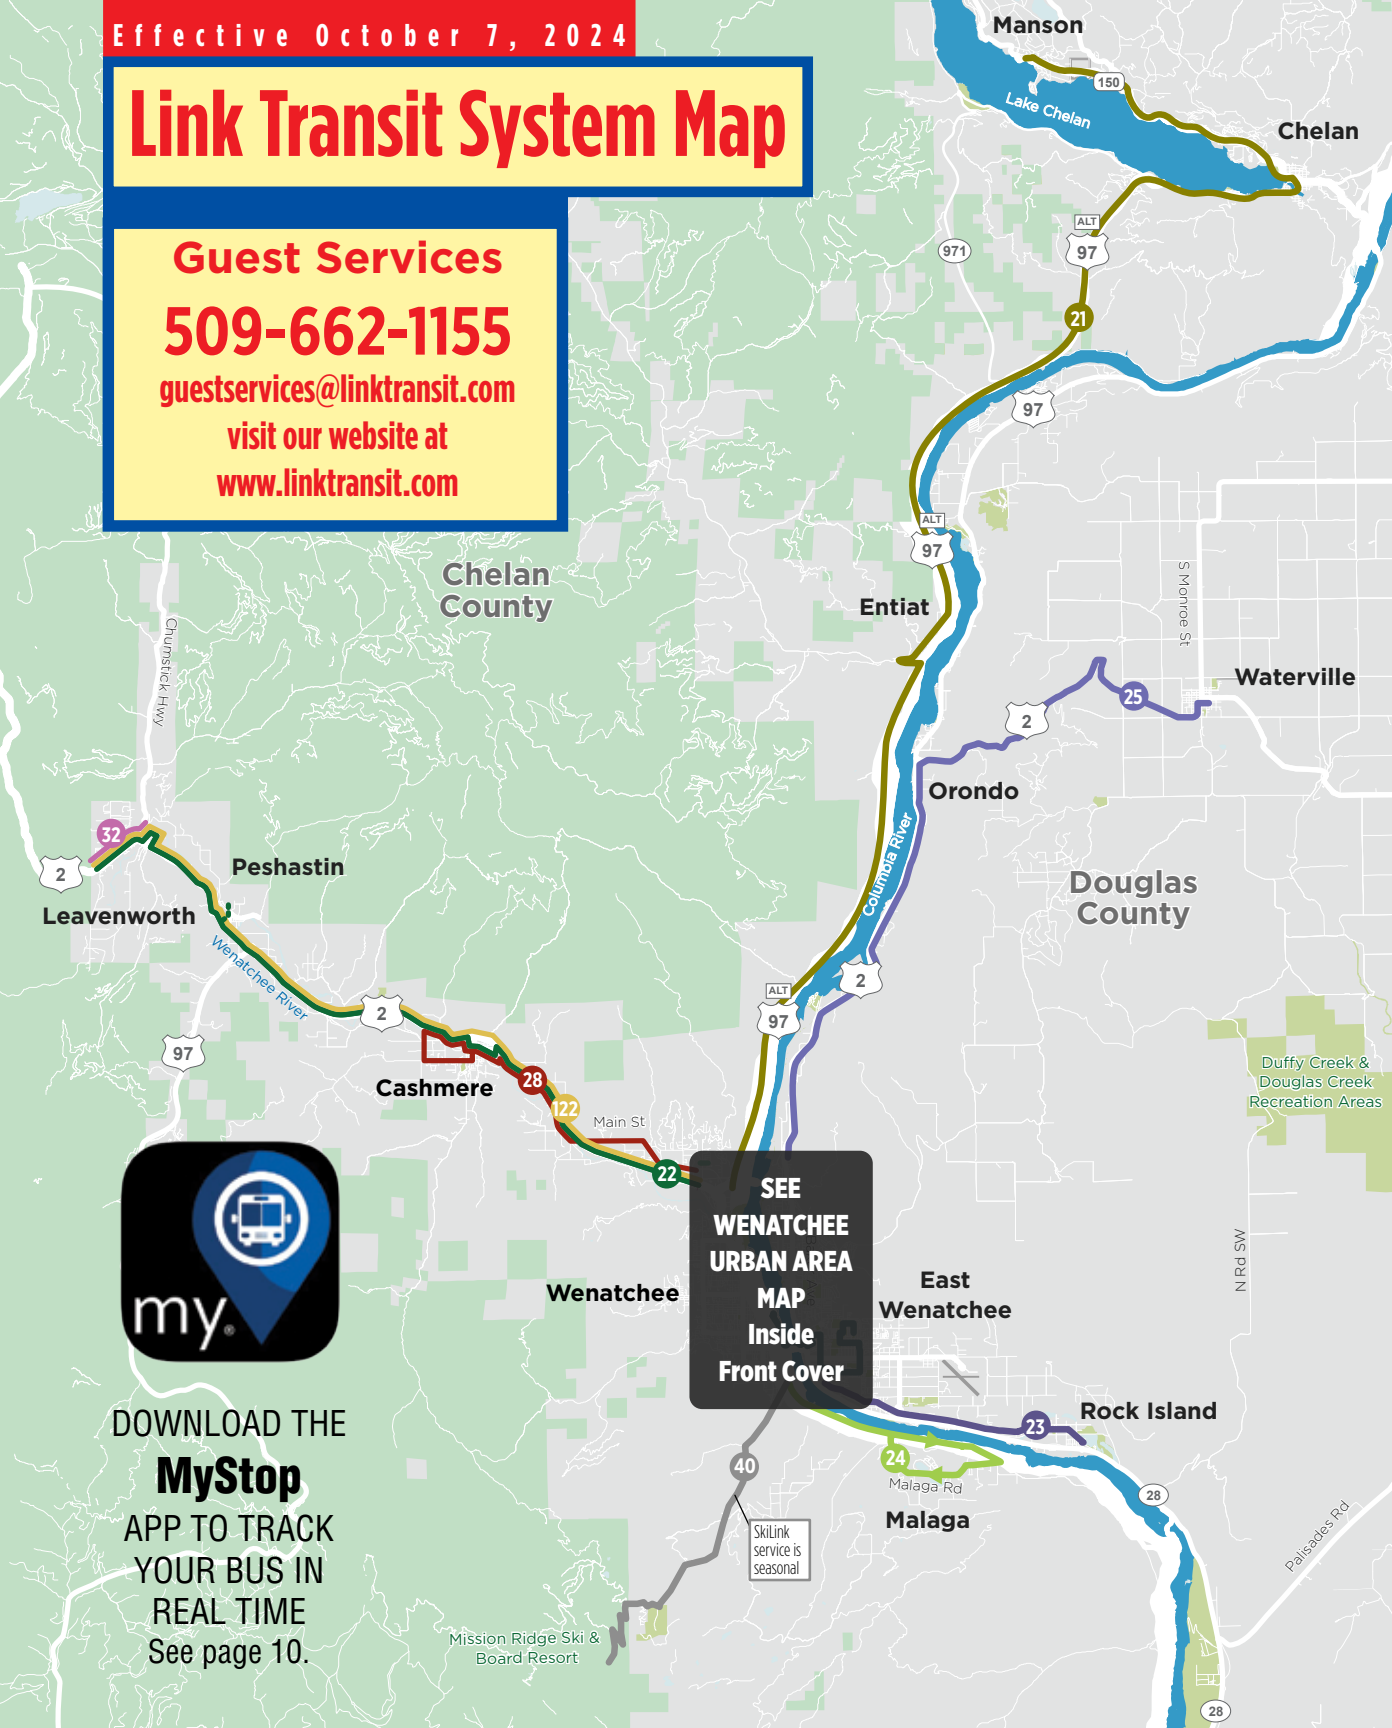 Effective October 7, 2024
Link Transit System Map
Guest Services
509-662-1155
guestservices@linktransit.com
visit our website at
www.linktransit.com
Manson
150
Lake Chelan
Chelan
ALT
97
971
21
97
ALT
97
Chelan
County
Entiat
S Monroe St
Waterville
25
2
Orondo
Chumstick Hwy
32
2
Peshastin
Leavenworth
Wenatchee River
Columbia River
Douglas
County
2
ALT
97
2
97
Cashmere
28
122
Main St
22
Duffy Creek &
Douglas Creek
Recreation Areas
N Rd SW
SEE
WENATCHEE
URBAN AREA
MAP
Inside
Front Cover
Wenatchee
East
Wenatchee
my.
Rock Island
23
24
Malaga Rd
Malaga
28
40
SkiLink
service is
seasonal
Palisades Rd
Mission Ridge Ski &
Board Resort
28
DOWNLOAD THE
MyStop
APP TO TRACK
YOUR BUS IN
REAL TIME
See page 10.